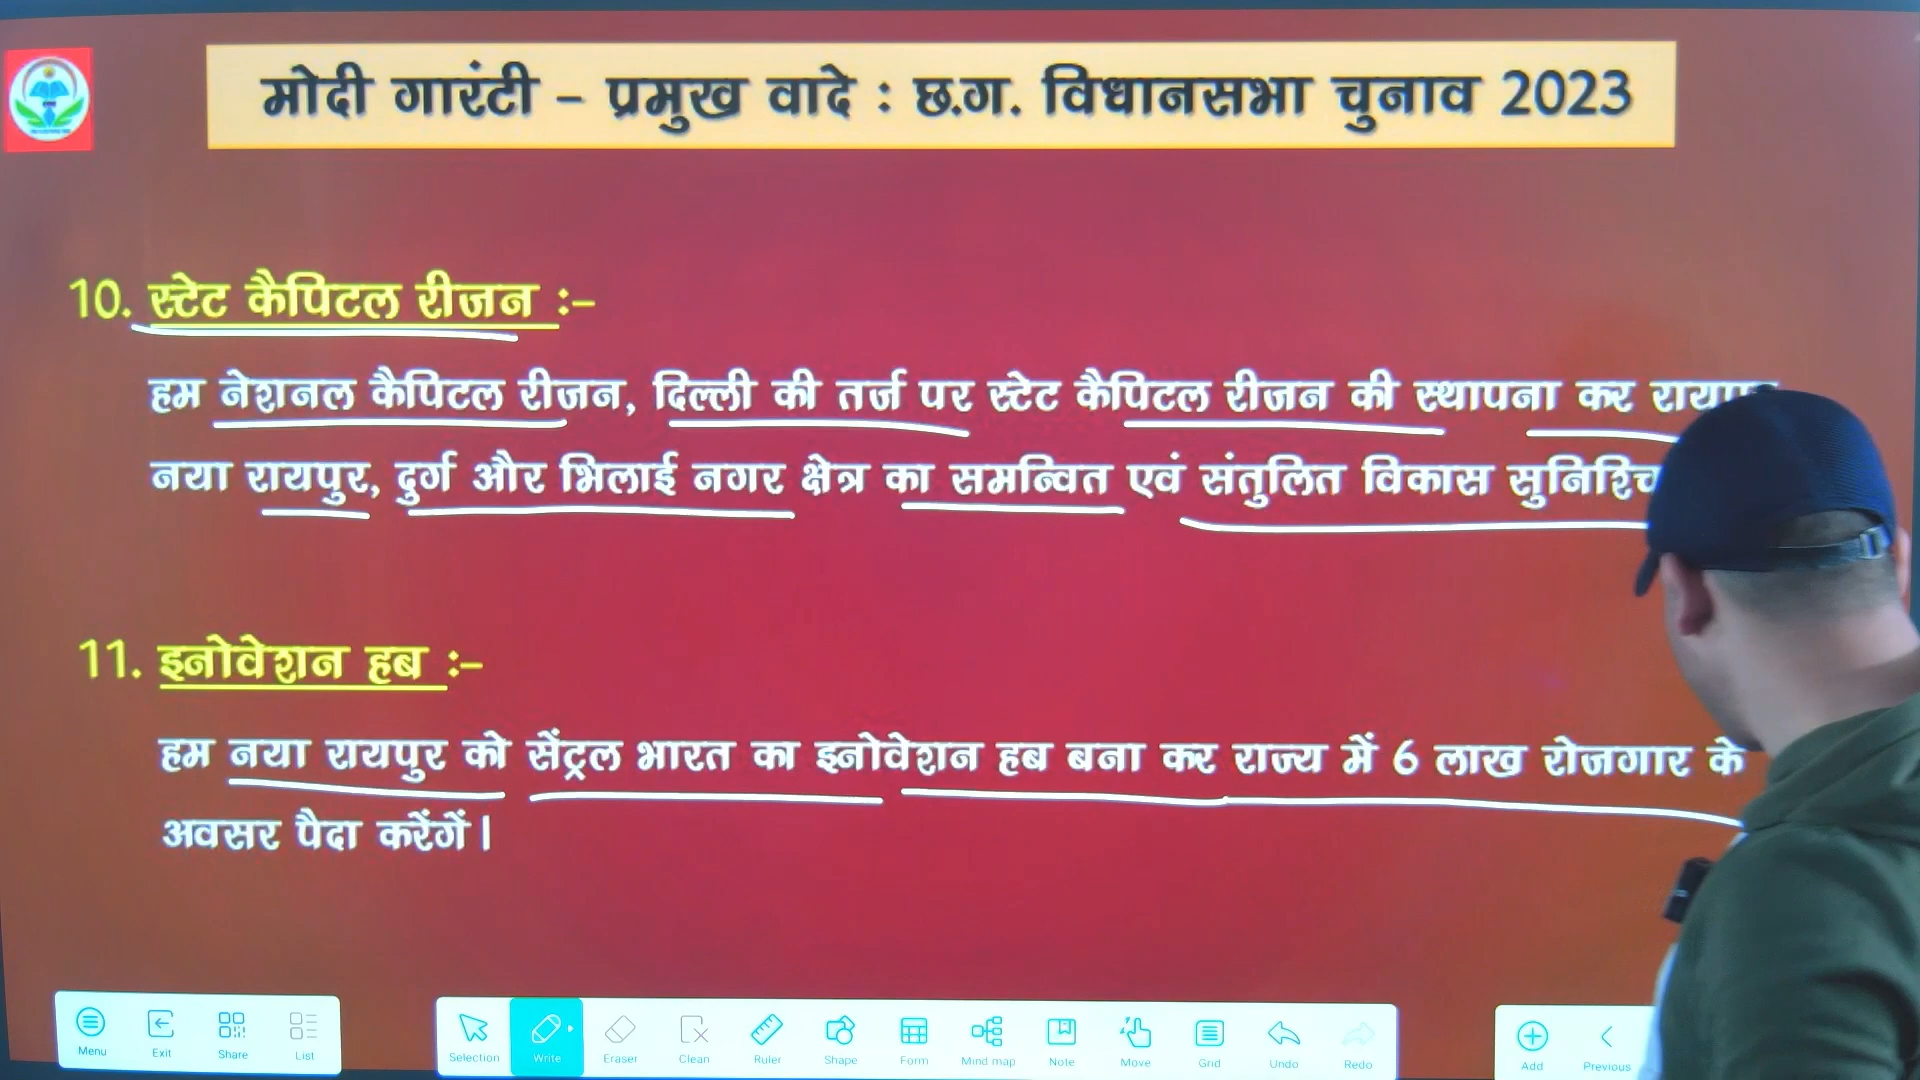 मोदी गारंटी – प्रमुख वादे : छ.ग. विधानसभा चुनाव 2023
10. स्टेट कैपिटल रीजन :–
हम नेशनल कैपिटल रीजन, दिल्ली की तर्ज पर स्टेट कैपिटल रीजन की स्थापना कर
नया रायपुर, दुर्ग और भिलाई नगर क्षेत्र का समन्वित एवं संतुलित विकास
11. इनोवेशन हब :–
हम नया रायपुर को सेंट्रल भारत का इनोवेशन हब बना कर राज्य में 6 लाख रोजगार के
अवसर पैदा करेंगें।
Menu Exit Share List Selection Write Eraser Clean Ruler Shape Form Mind map Note Move Grid Undo Redo Add Previous